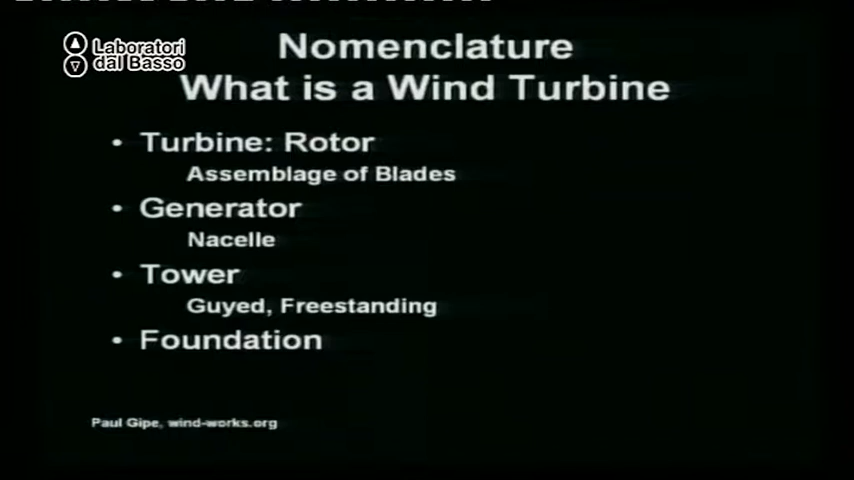 Laboratori
dal Basso
Nomenclature
What is a Wind Turbine
• Turbine: Rotor
Assemblage of Blades
• Generator
Nacelle
• Tower
Guyed, Freestanding
• Foundation
Paul Gipe, wind-works.org